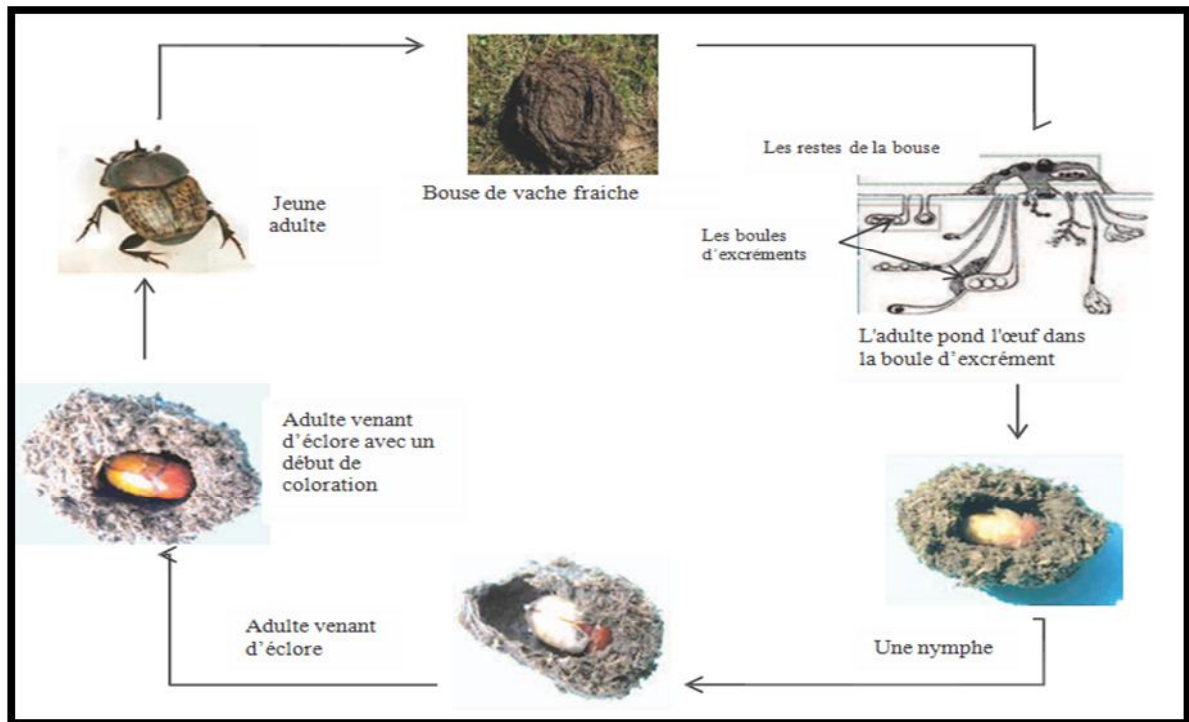 Bouse de vache fraiche
Les restes de la bouse
Jeune
adulte
Les boules
d'excréments
L'adulte pond l'œuf dans
la boule d'excrément
Adulte venant
d'éclore avec un
début de
coloration
Adulte venant
d'éclore
Une nymphe